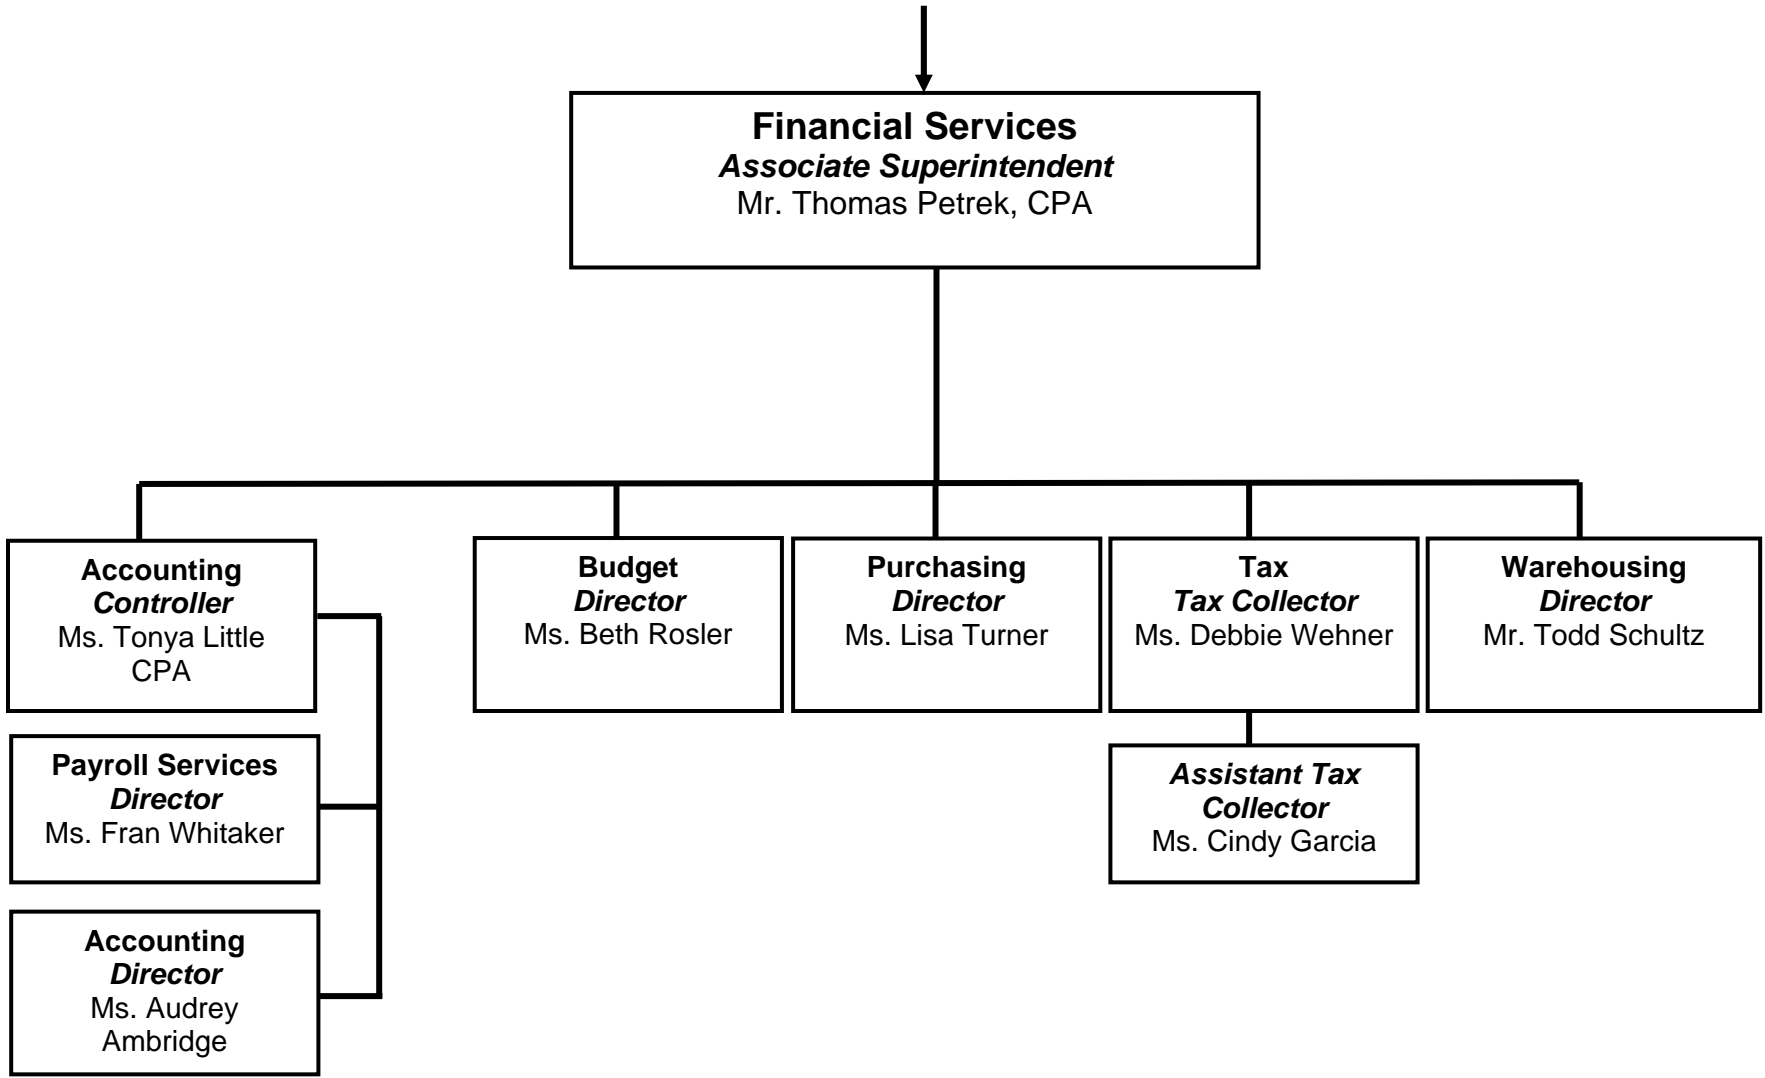 Financial Services
Associate Superintendent
Mr. Thomas Petrek, CPA
Accounting
Controller
Ms. Tonya Little
CPA
Budget
Director
Ms. Beth Rosler
Purchasing
Director
Ms. Lisa Turner
Tax
Tax Collector
Ms. Debbie Wehner
Warehousing
Director
Mr. Todd Schultz
Payroll Services
Director
Ms. Fran Whitaker
Assistant Tax
Collector
Ms. Cindy Garcia
Accounting
Director
Ms. Audrey
Ambridge